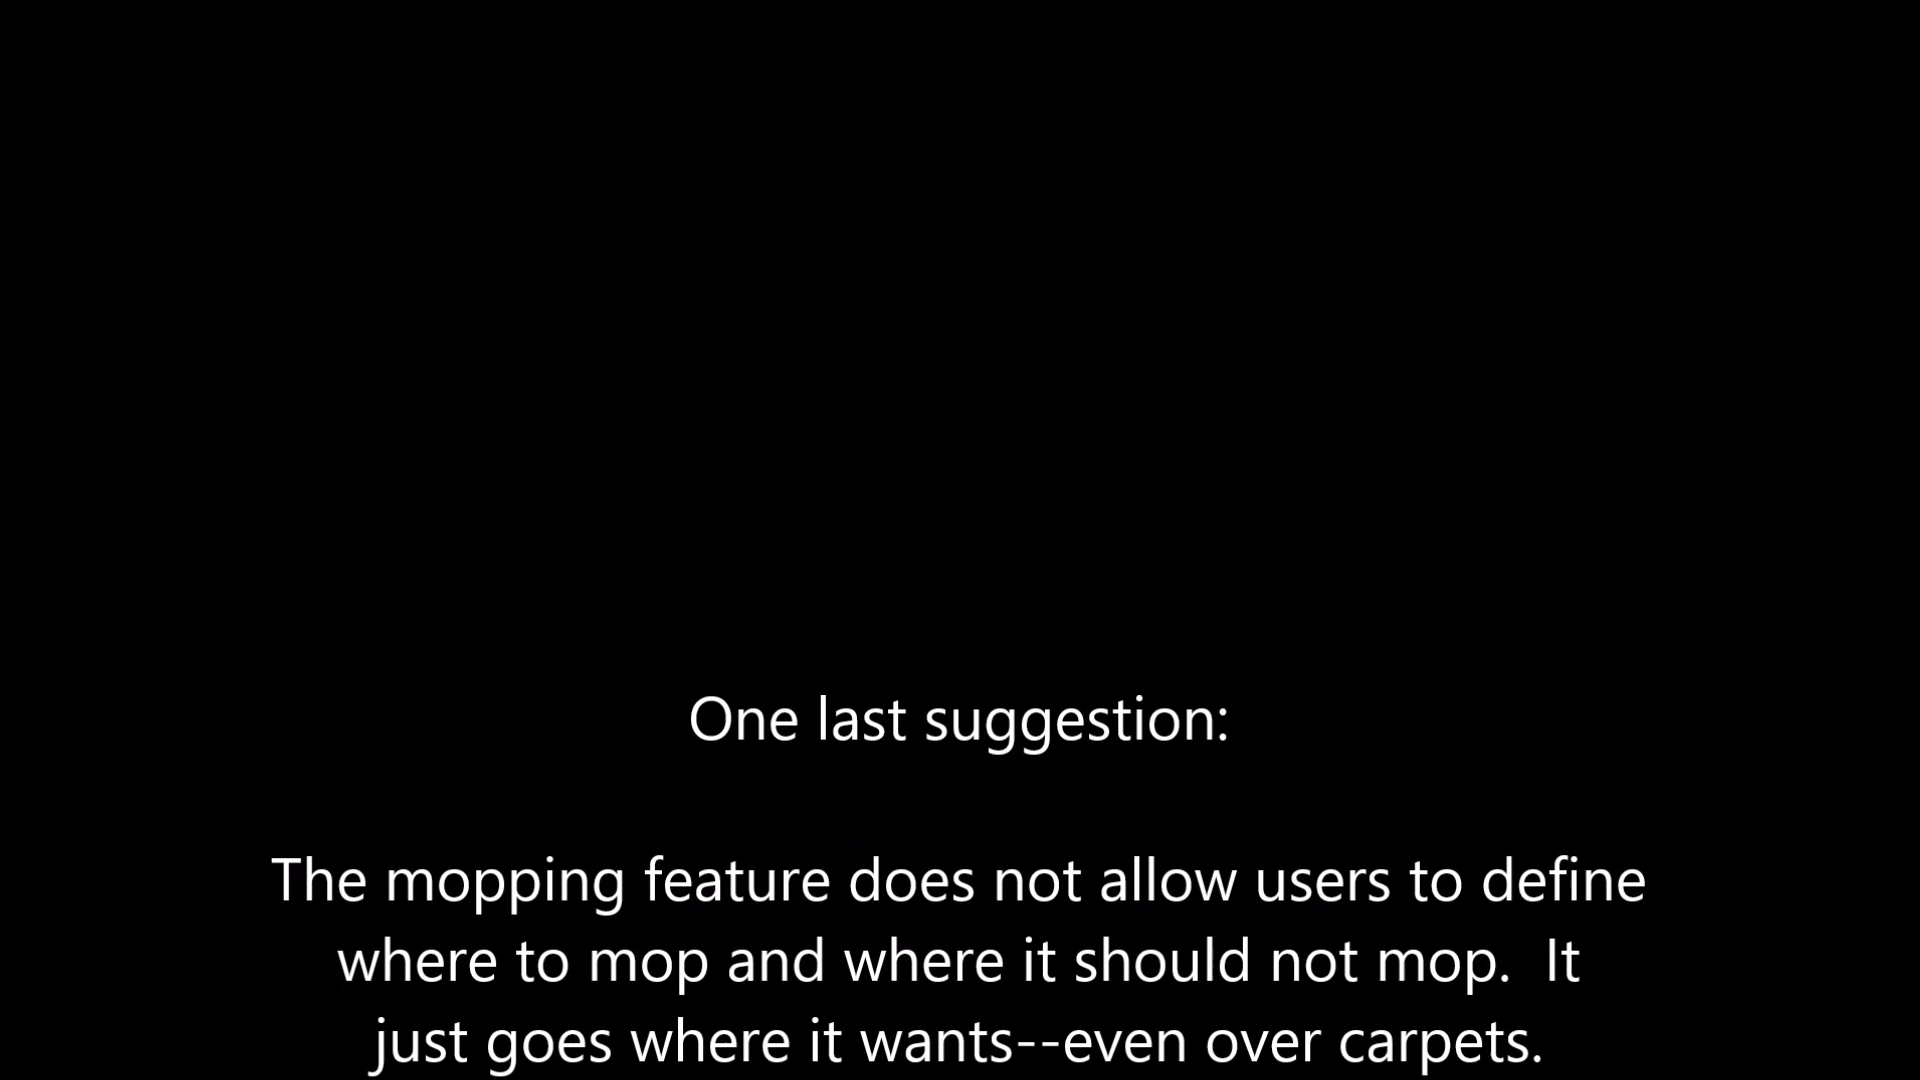 One last suggestion:
The mopping feature does not allow users to define
where to mop and where it should not mop.  It
just goes where it wants--even over carpets.